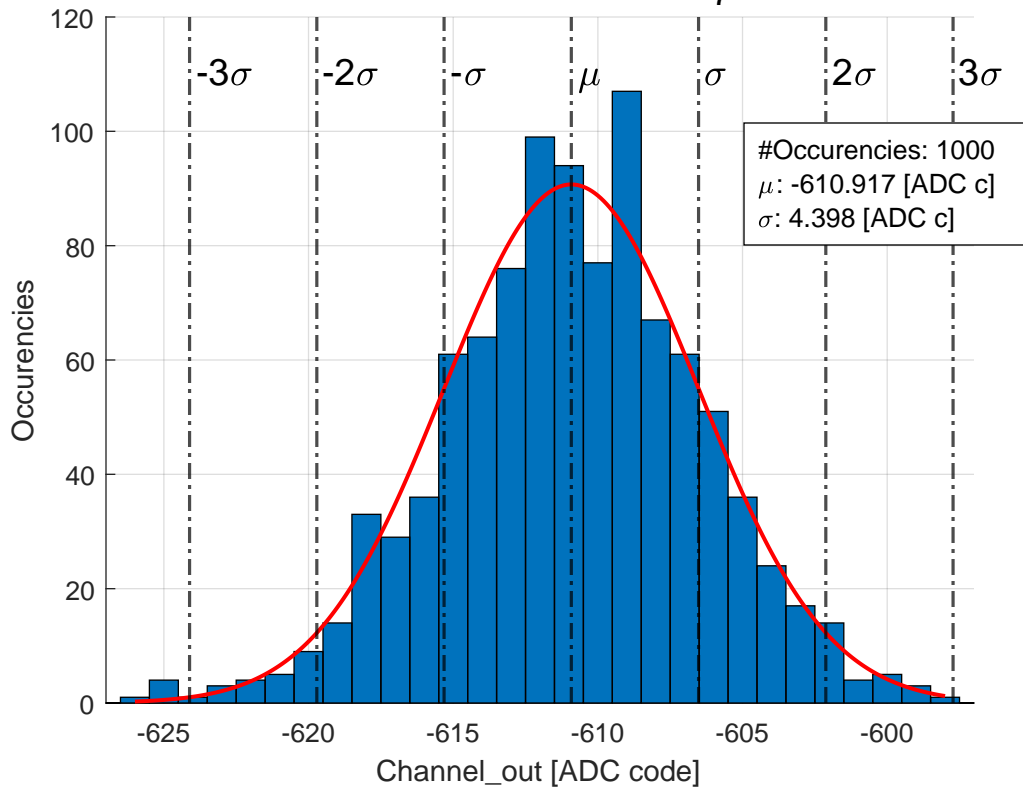 120
100
80
60
40
20
0
-3σ
-2σ
-σ
μ
σ
2σ
3σ
#Occurencies: 1000
μ: -610.917 [ADC c]
σ: 4.398 [ADC c]
Occurencies
-625
-620
-615
-610
-605
-600
Channel_out [ADC code]